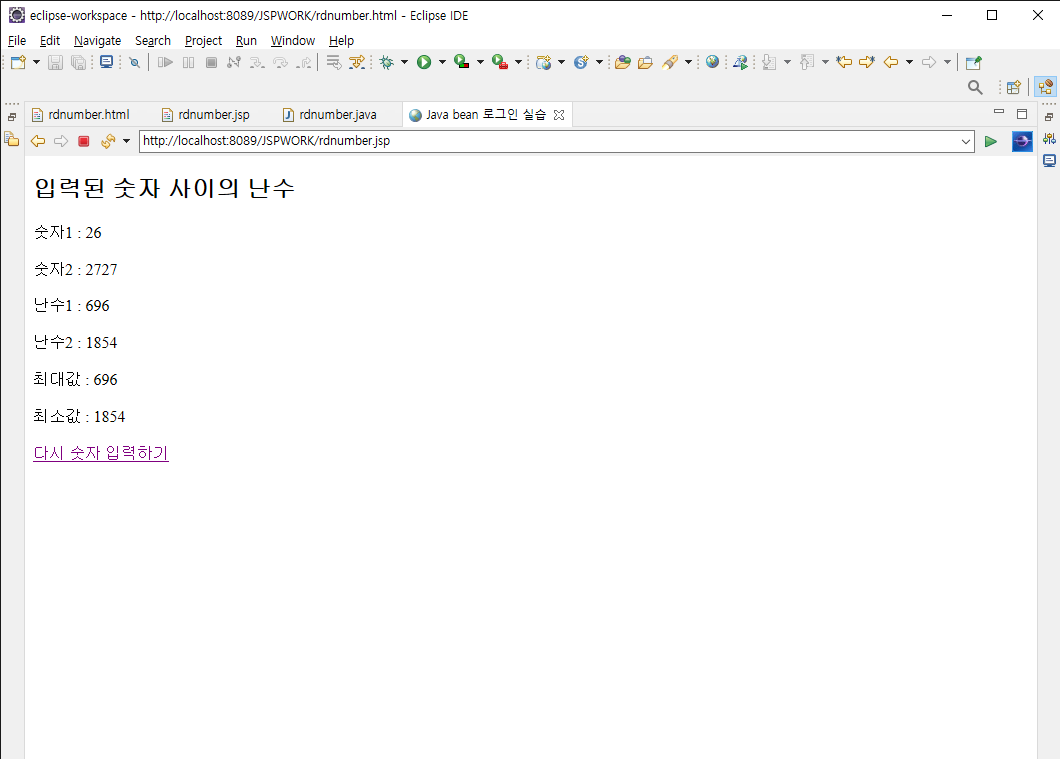 eclipse-workspace - http://localhost:8089/JSPWORK/rdnumber.html - Eclipse IDE
File Edit Navigate Search Project Run Window Help
rdnumber.html rdnumber.jsp rdnumber.java Java bean 로그인 실습
http://localhost:8089/JSPWORK/rdnumber.jsp
입력된 숫자 사이의 난수
숫자1 : 26
숫자2 : 2727
난수1 : 696
난수2 : 1854
최대값 : 696
최소값 : 1854
다시 숫자 입력하기